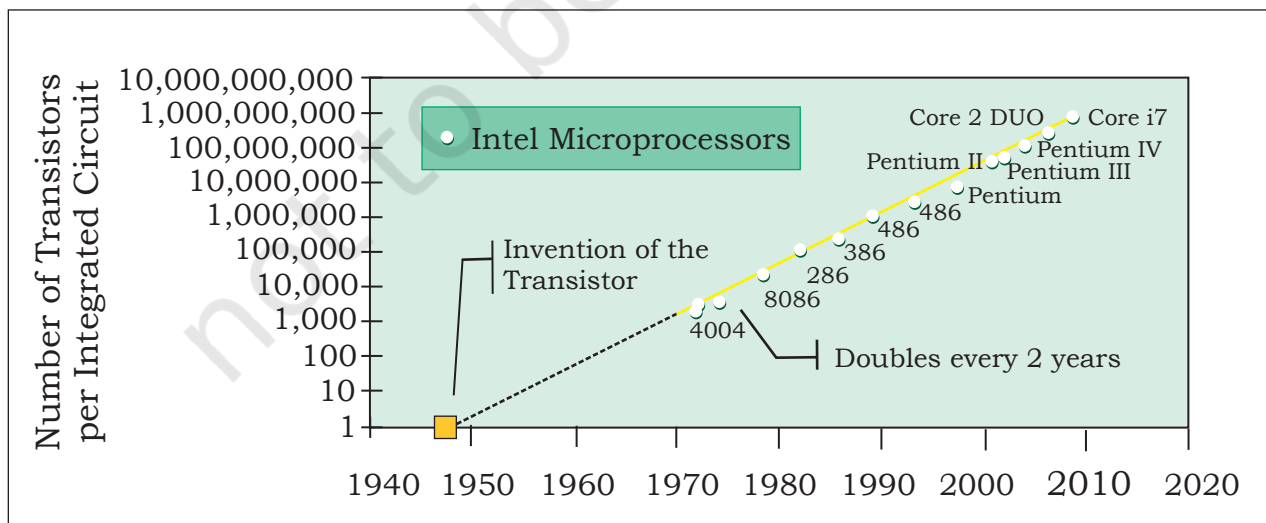 not to be
Number of Transistors
per Integrated Circuit
10,000,000,000
1,000,000,000
100,000,000
10,000,000
1,000,000
100,000
10,000
1,000
100
10
1
Intel Microprocessors
Core 2 DUO
Core i7
Pentium IV
Pentium II
Pentium III
Pentium
486
486
386
286
8086
4004
Invention of the
Transistor
Doubles every 2 years
1940 1950 1960 1970 1980 1990 2000 2010 2020